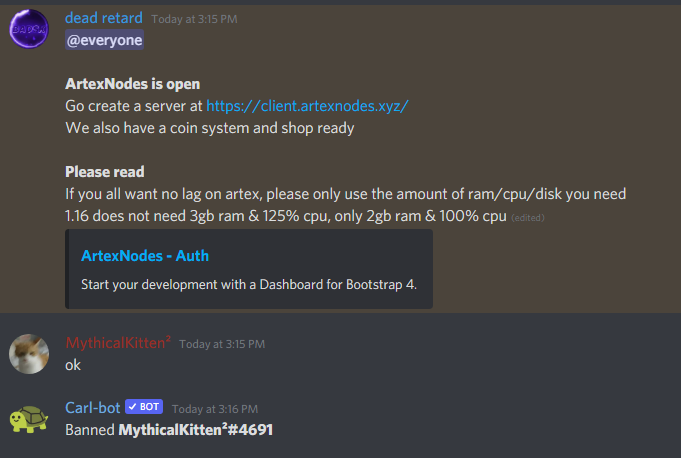 dead retard Today at 3:15 PM
@everyone
ArtexNodes is open
Go create a server at https://client.artexnodes.xyz/
We also have a coin system and shop ready
Please read
If you all want no lag on artex, please only use the amount of ram/cpu/disk you need
1.16 does not need 3gb ram & 125% cpu, only 2gb ram & 100% cpu (edited)
ArtexNodes - Auth
Start your development with a Dashboard for Bootstrap 4.
MythicalKitten² Today at 3:15 PM
ok
Carl-bot ✓ BOT Today at 3:16 PM
Banned MythicalKitten²#4691